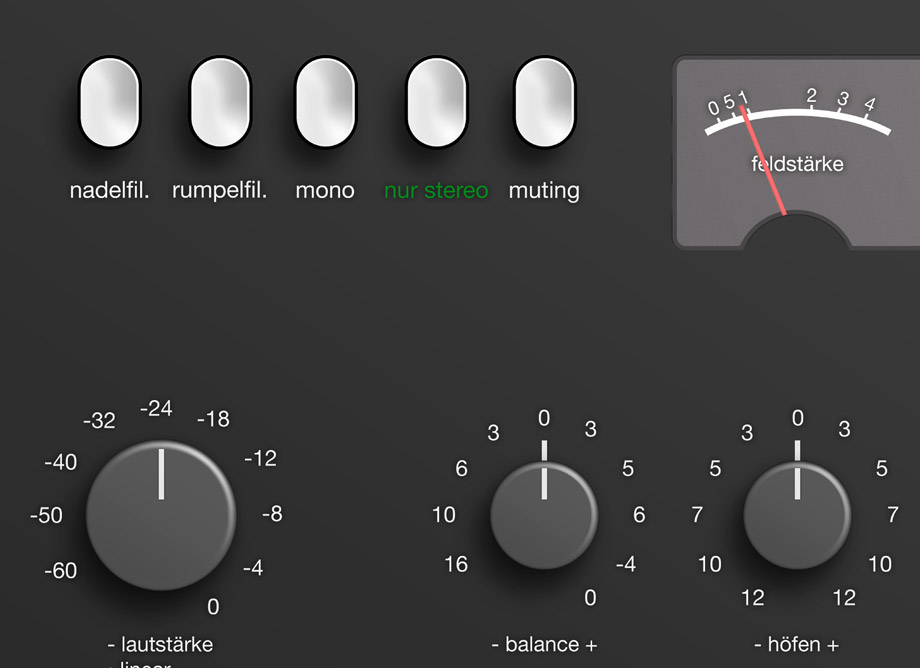 nadelfil. rumpelfil. mono nur stereo muting
0 5 1 2 3 4
feldstärke
-32 -24 -18
-40 -12
-50 -8
-60 -4
0
- lautstärke
- linear
0
3 3
6 5
10 6
16 -4
0
- balance +
0
3 3
5 5
7 7
10 10
12 12
- höfen +